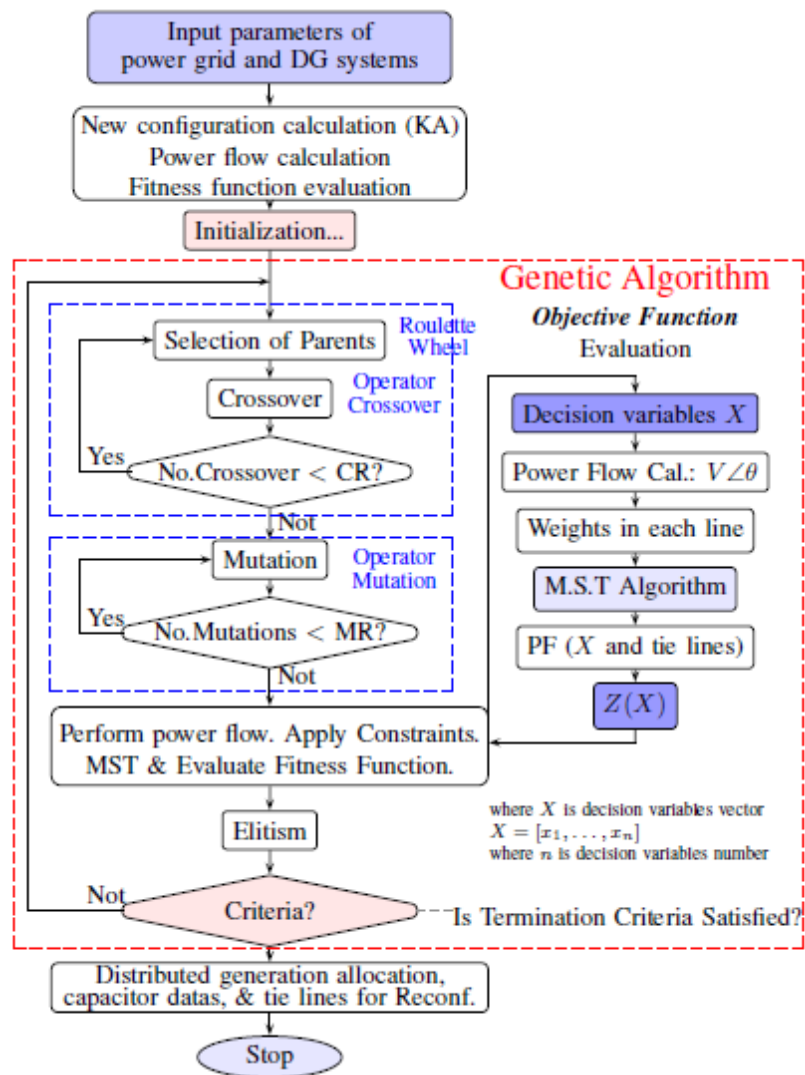 Input parameters of
power grid and DG systems
New configuration calculation (KA)
Power flow calculation
Fitness function evaluation
Initialization...
Genetic Algorithm
Objective Function
Evaluation
Selection of Parents
Roulette
Wheel
Crossover
Operator
Crossover
Yes
No.Crossover < CR?
Not
Mutation
Operator
Mutation
Yes
No.Mutations < MR?
Not
Decision variables X
Power Flow Cal.: V∠θ
Weights in each line
M.S.T Algorithm
PF (X and tie lines)
Z(X)
Perform power flow. Apply Constraints.
MST & Evaluate Fitness Function.
Elitism
where X is decision variables vector
X = [x₁, . . . , xₙ]
where n is decision variables number
Not
Criteria?
Is Termination Criteria Satisfied?
Distributed generation allocation,
capacitor datas, & tie lines for Reconf.
Stop